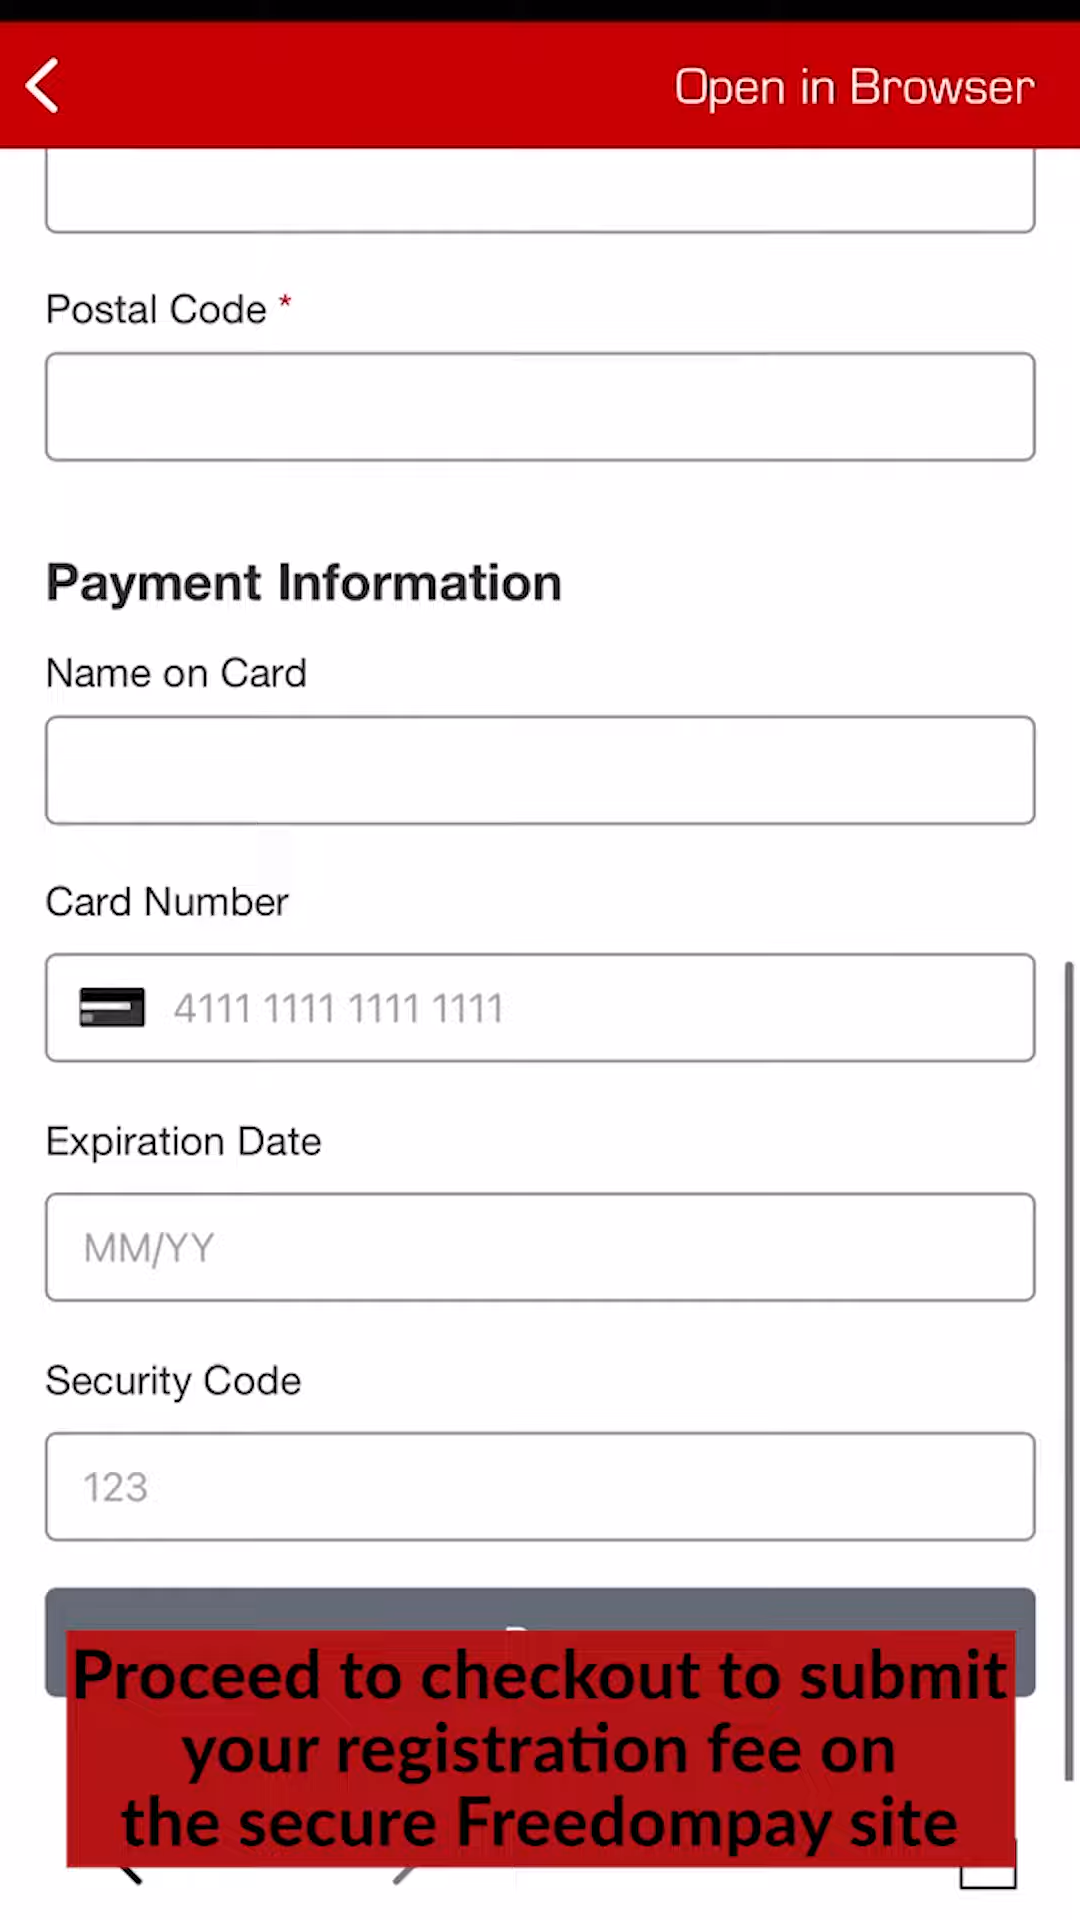 Open in Browser
Postal Code *
Payment Information
Name on Card
Card Number
4111 1111 1111 1111
Expiration Date
MM/YY
Security Code
123
Proceed to checkout to submit
your registration fee on
the secure Freedompay site